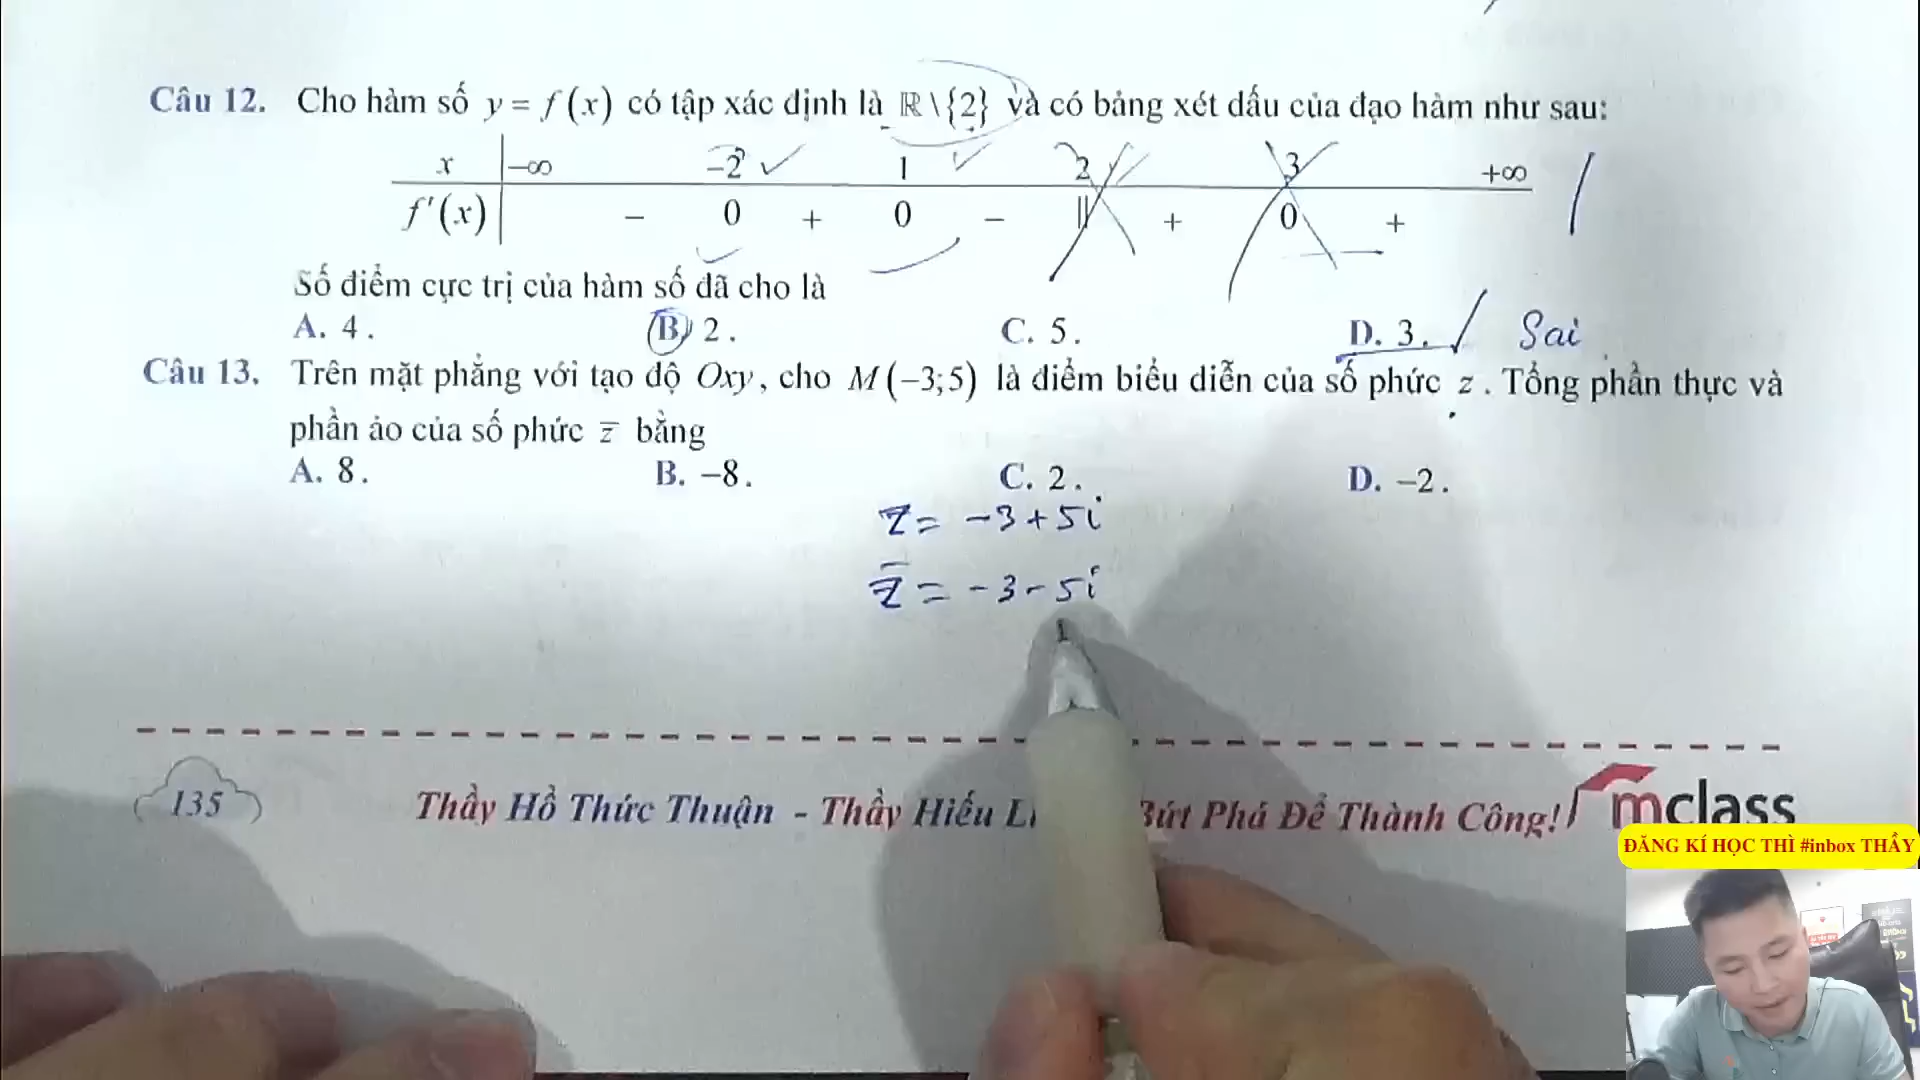 Câu 12. Cho hàm số y = f(x) có tập xác định là ℝ\{2} và có bảng xét dấu của đạo hàm như sau:
x −∞ −2 1 2 3 +∞
f'(x) − 0 + 0 − || + 0 +
Số điểm cực trị của hàm số đã cho là
A. 4. B. 2. C. 5. D. 3. Sai
Câu 13. Trên mặt phẳng với tạo độ Oxy, cho M(−3;5) là điểm biểu diễn của số phức z. Tổng phần thực và
phần ảo của số phức z̅ bằng
A. 8. B. −8. C. 2. D. −2.
z = −3+5i
z̅ = −3−5i
135 Thầy Hồ Thức Thuận - Thầy Hiếu Bứt Phá Để Thành Công! mclass
ĐĂNG KÍ HỌC THÌ #inbox THẦY